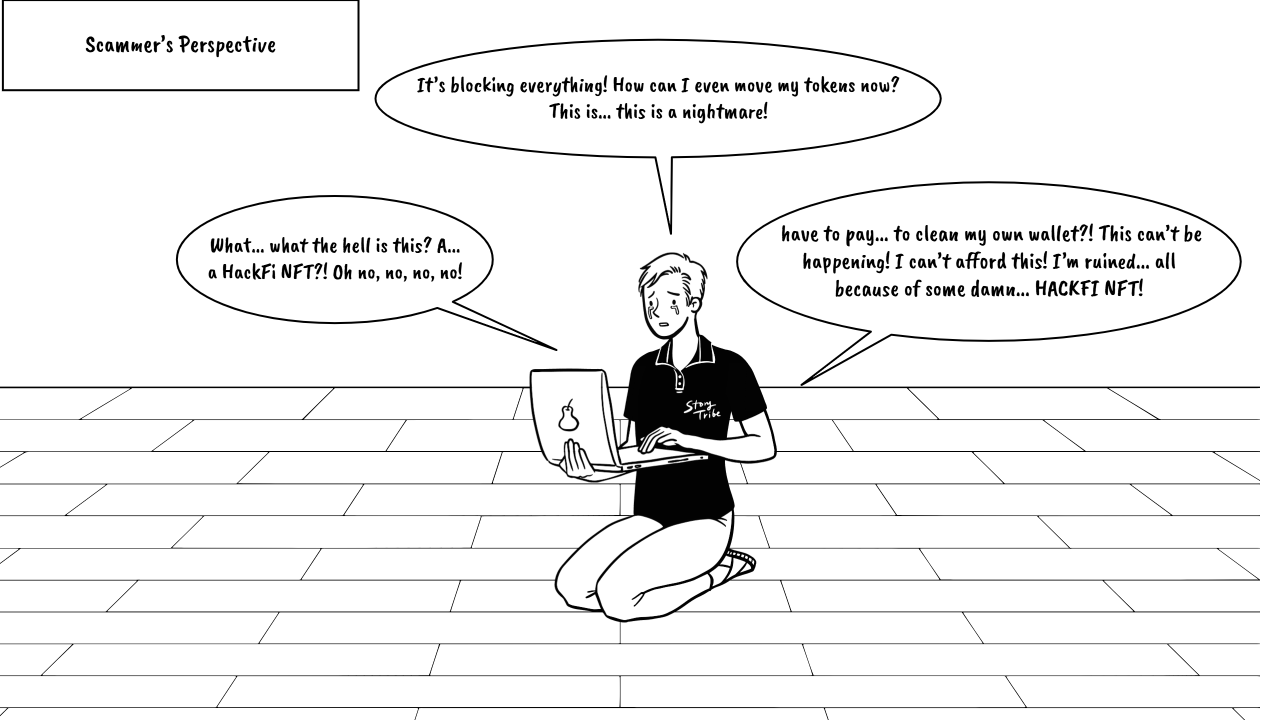 Scammer's Perspective
It's blocking everything! How can I even move my tokens now?
This is... this is a nightmare!
What... what the hell is this? A...
a HackFi NFT?! Oh no, no, no, no!
have to pay... to clean my own wallet?! This can't be
happening! I can't afford this! I'm ruined... all
because of some damn... HACKFI NFT!
Story
Tribe